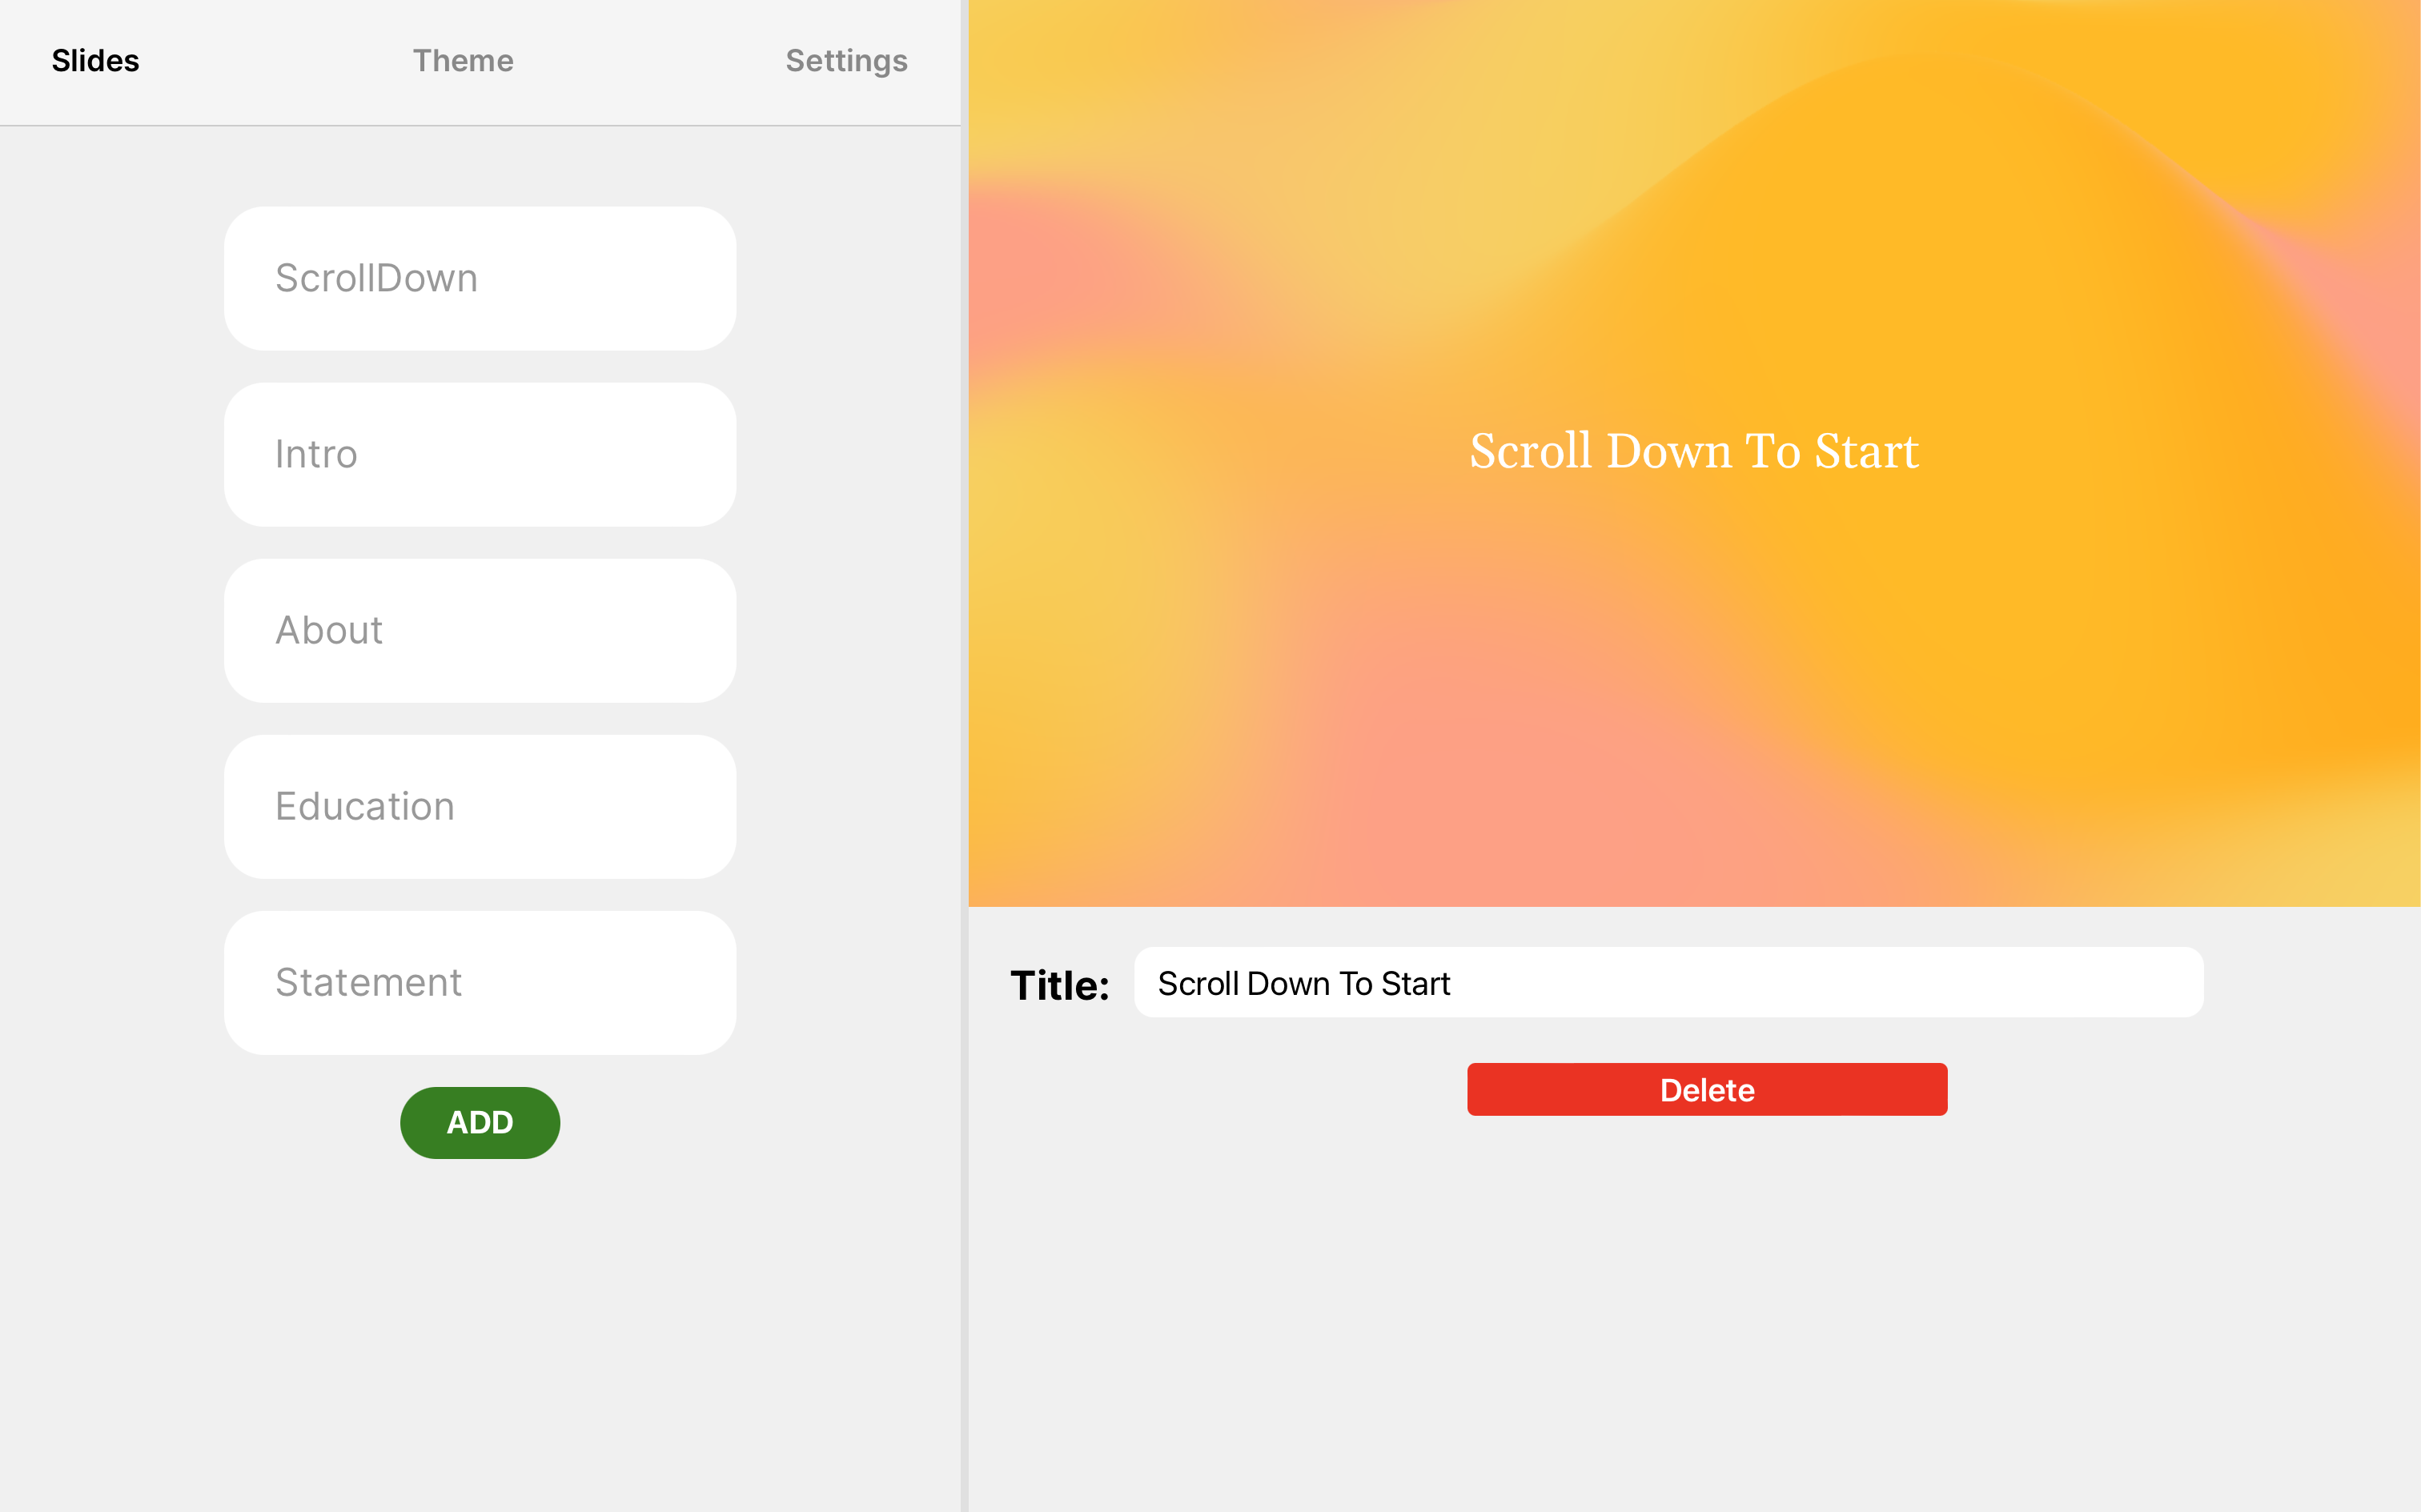 Slides Theme Settings
ScrollDown
Intro
About
Education
Statement
ADD
Scroll Down To Start
Title: Scroll Down To Start
Delete